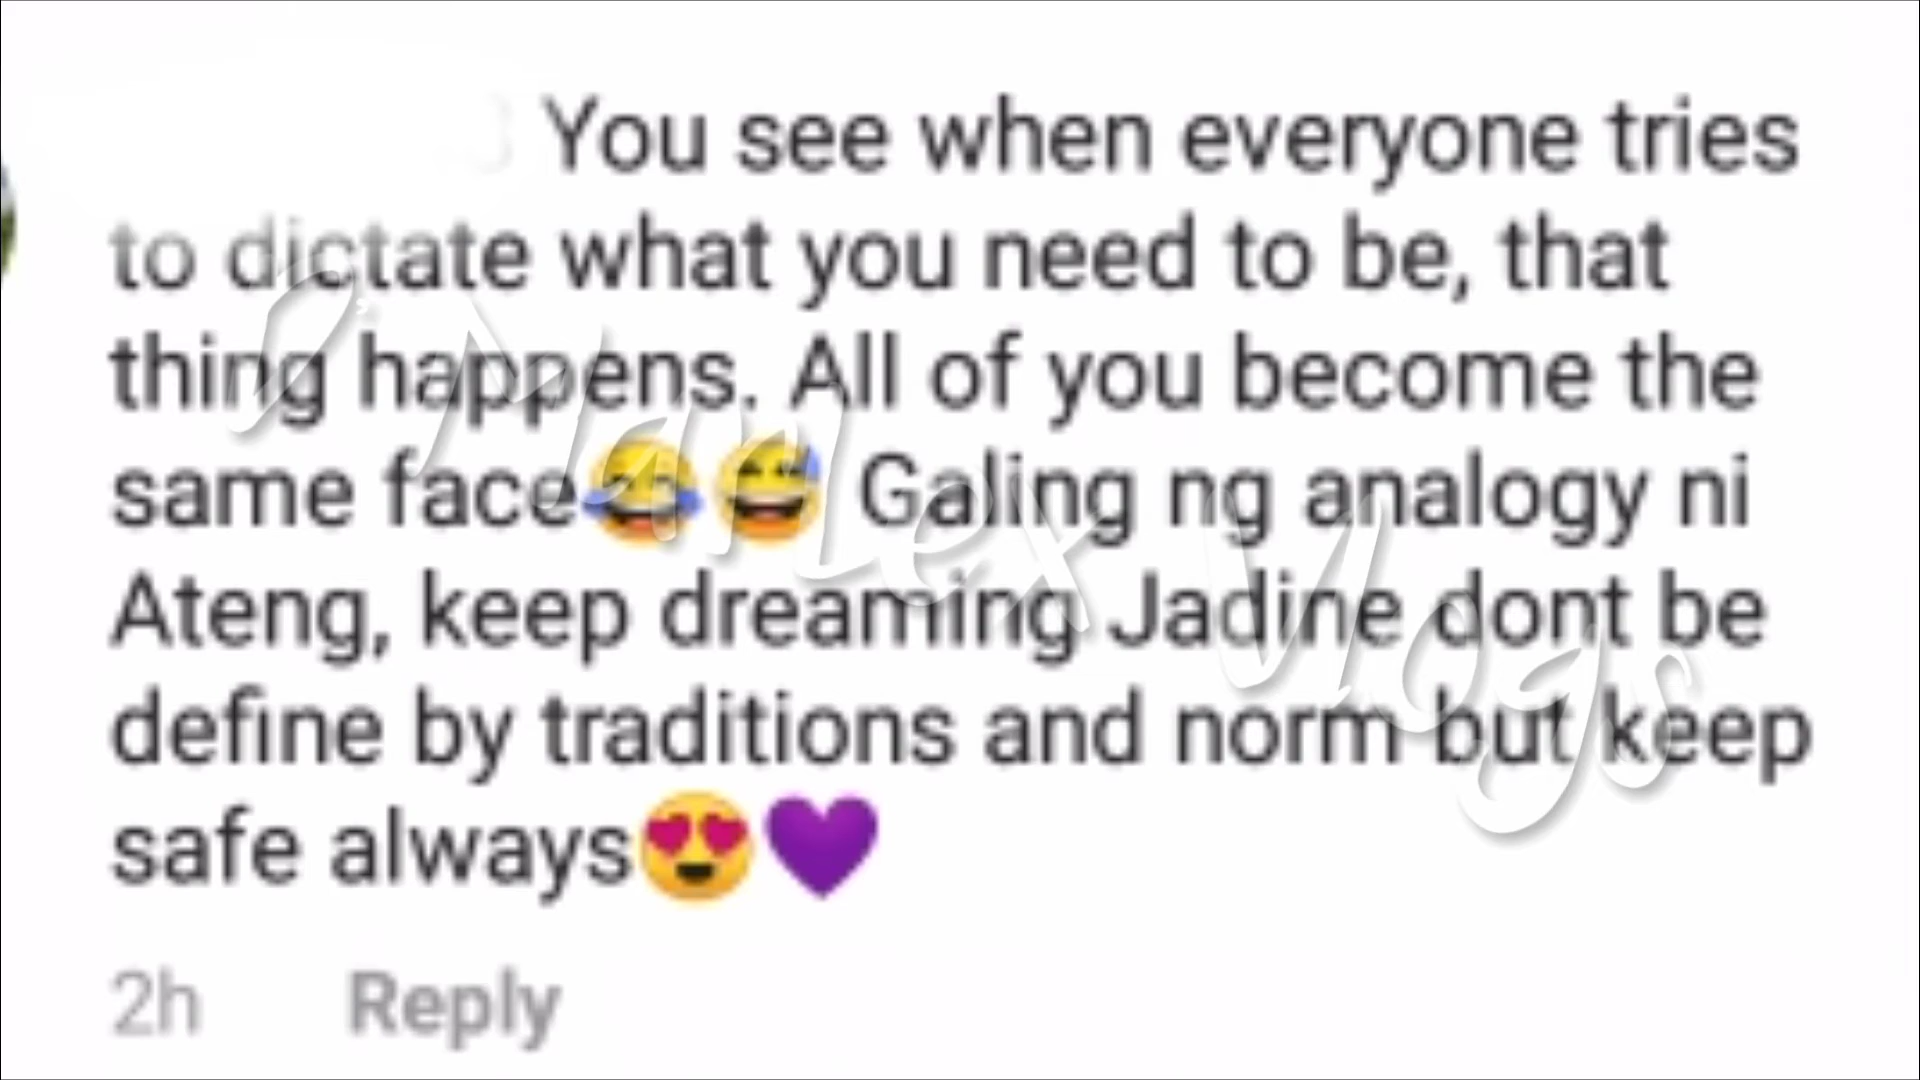 You see when everyone tries
to dictate what you need to be, that
thing happens. All of you become the
same face😂😅 Galing ng analogy ni
Ateng, keep dreaming Jadine dont be
define by traditions and norm but keep
safe always😍💜
2h Reply
MarLex Vlogs